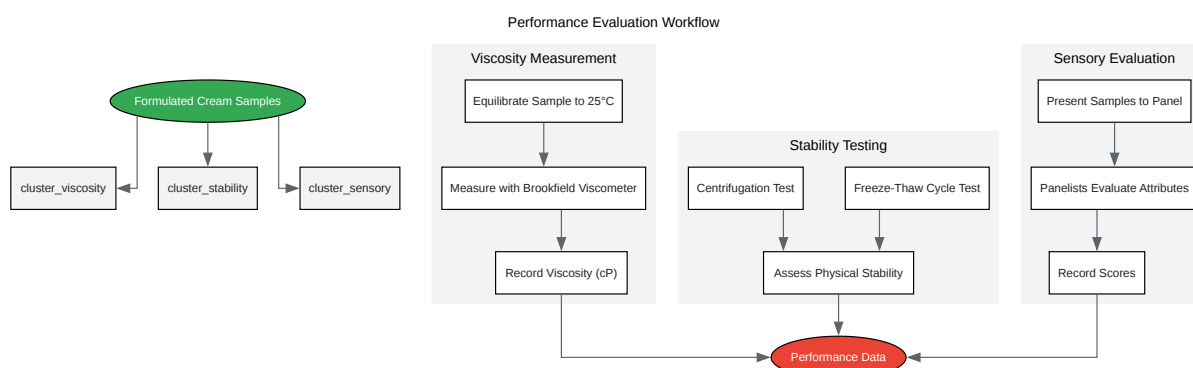 Performance Evaluation Workflow
Formulated Cream Samples
cluster_viscosity
cluster_stability
cluster_sensory
Viscosity Measurement
Equilibrate Sample to 25°C
Measure with Brookfield Viscometer
Record Viscosity (cP)
Stability Testing
Centrifugation Test
Freeze-Thaw Cycle Test
Assess Physical Stability
Sensory Evaluation
Present Samples to Panel
Panelists Evaluate Attributes
Record Scores
Performance Data